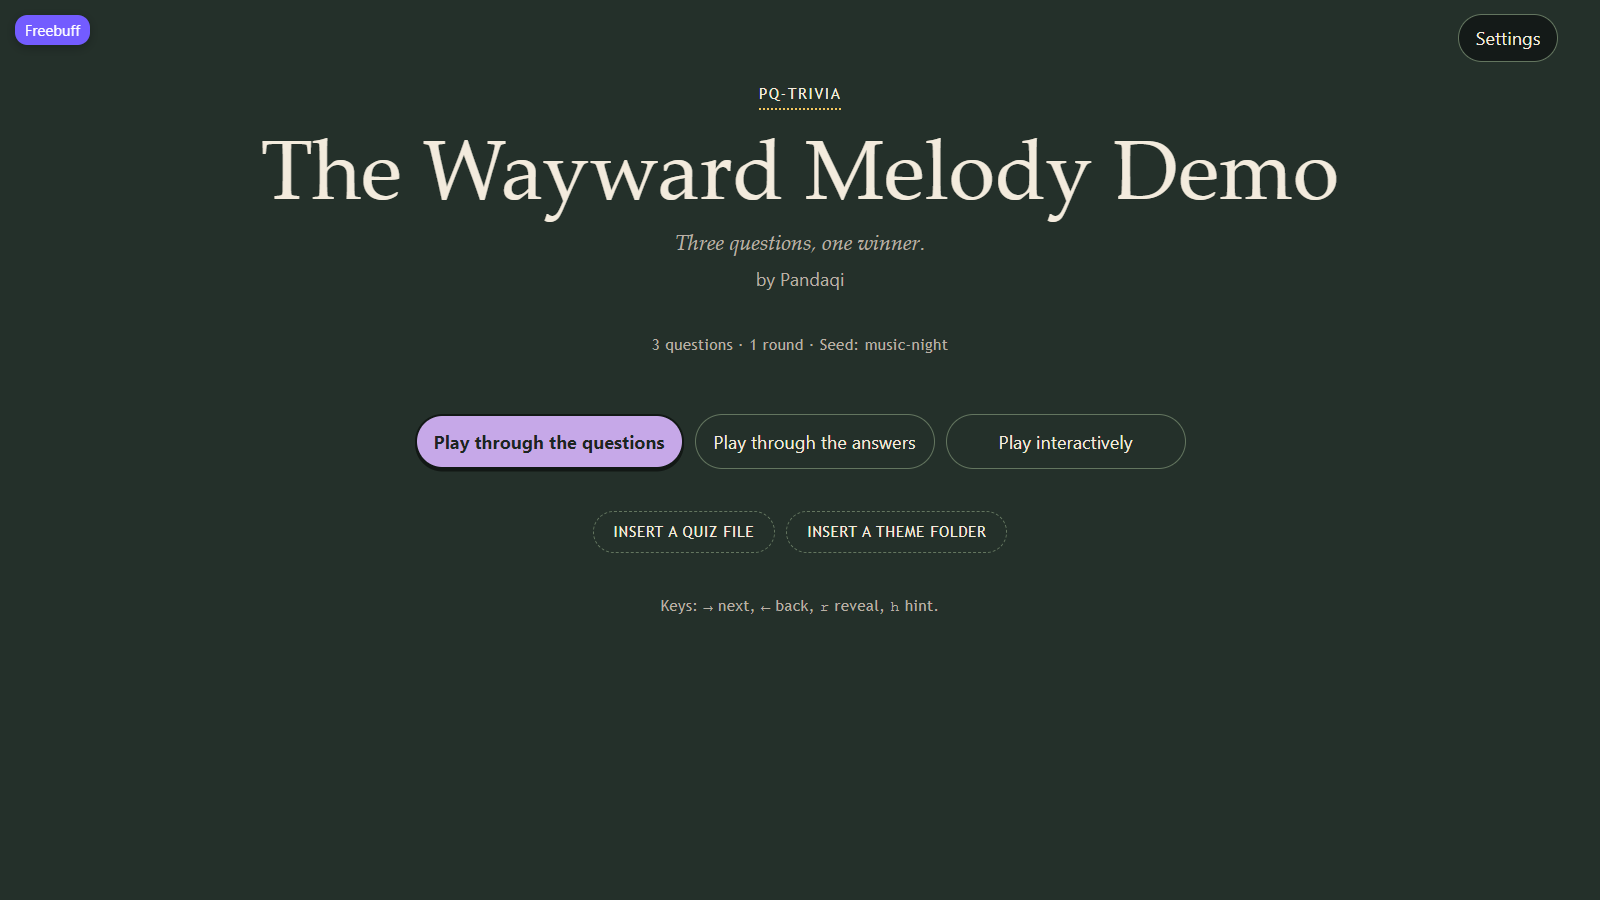 Freebuff
Settings
PQ-TRIVIA
The Wayward Melody Demo
Three questions, one winner.
by Pandaqi
3 questions · 1 round · Seed: music-night
Play through the questions
Play through the answers
Play interactively
INSERT A QUIZ FILE
INSERT A THEME FOLDER
Keys: → next, ← back, r reveal, h hint.